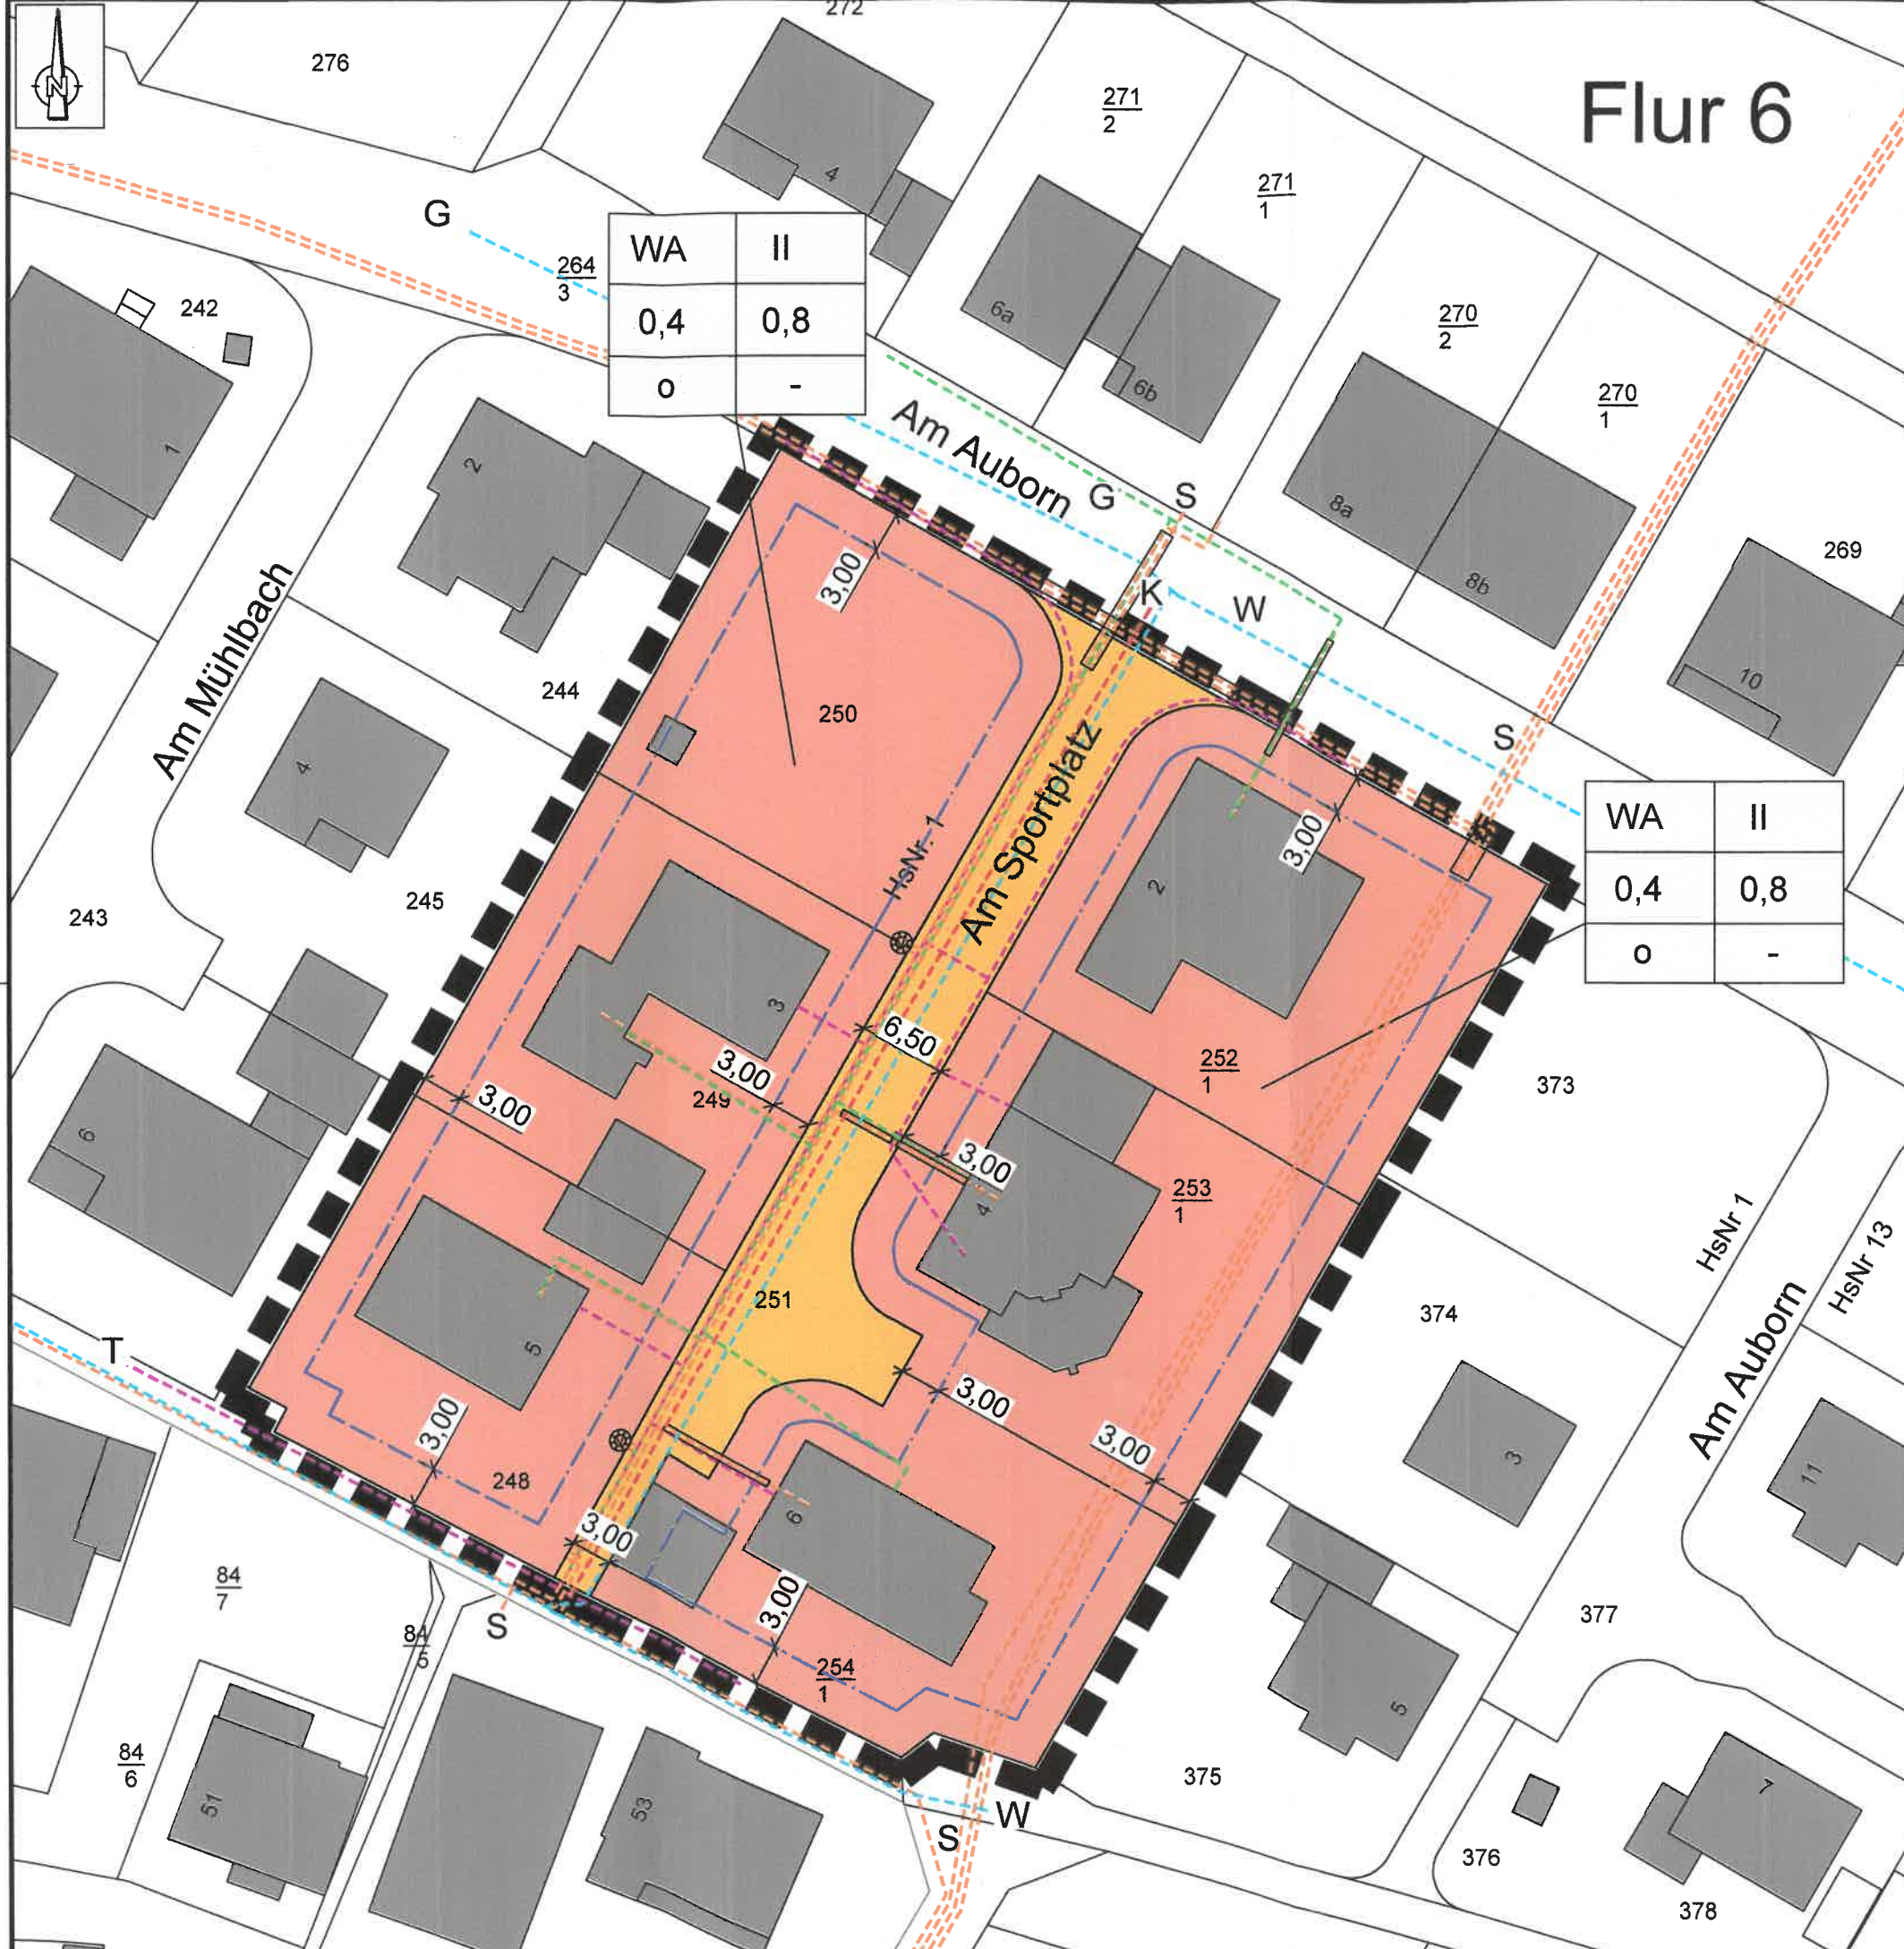 N
272
276
271
2
Flur 6
271
1
4
G
264
3
WA II
0,4 0,8
o -
242
6a
6b
270
2
270
1
1
2
Am Auborn
G
S
8a
8b
269
3,00
K
W
Am Mühlbach
244
250
10
S
4
HsNr. 1
Am Sportplatz
2
3,00
WA II
0,4 0,8
o -
243
245
3
6,50
3,00
249
3,00
252
1
373
6
3,00
4
253
1
HsNr 1
HsNr 13
251
374
T
5
3,00
3,00
3,00
Am Auborn
3
11
248
6
3,00
3,00
84
7
S
84
5
254
1
377
5
84
6
51
53
W
S
375
7
376
378